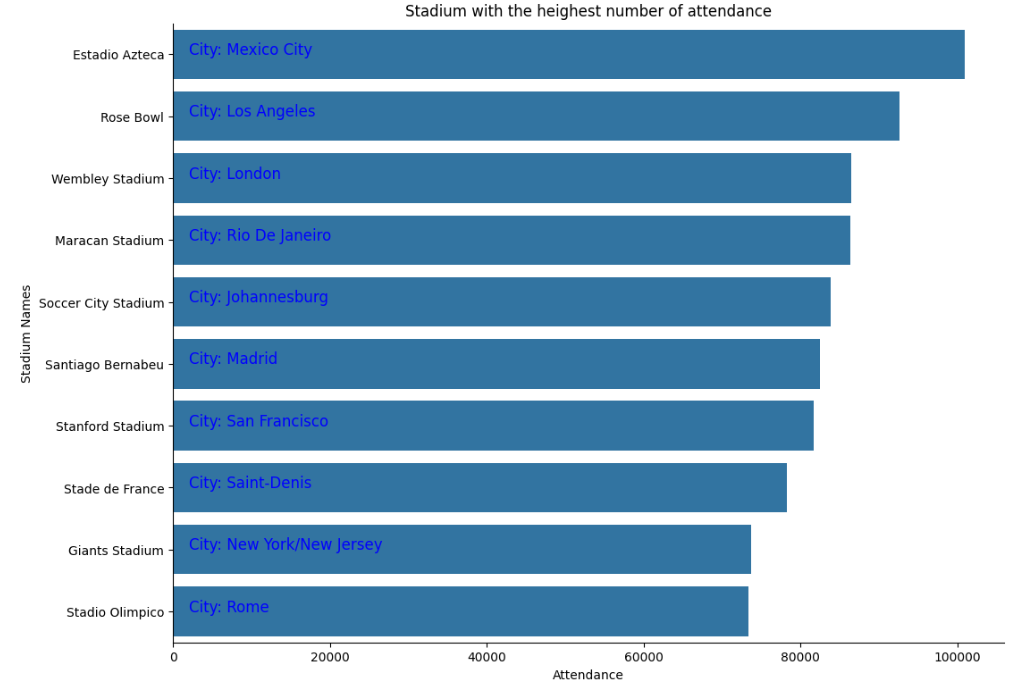 Stadium with the heighest number of attendance
Estadio Azteca
City: Mexico City
Rose Bowl
City: Los Angeles
Wembley Stadium
City: London
Maracan Stadium
City: Rio De Janeiro
Soccer City Stadium
City: Johannesburg
Santiago Bernabeu
City: Madrid
Stanford Stadium
City: San Francisco
Stade de France
City: Saint-Denis
Giants Stadium
City: New York/New Jersey
Stadio Olimpico
City: Rome
Stadium Names
0 20000 40000 60000 80000 100000
Attendance